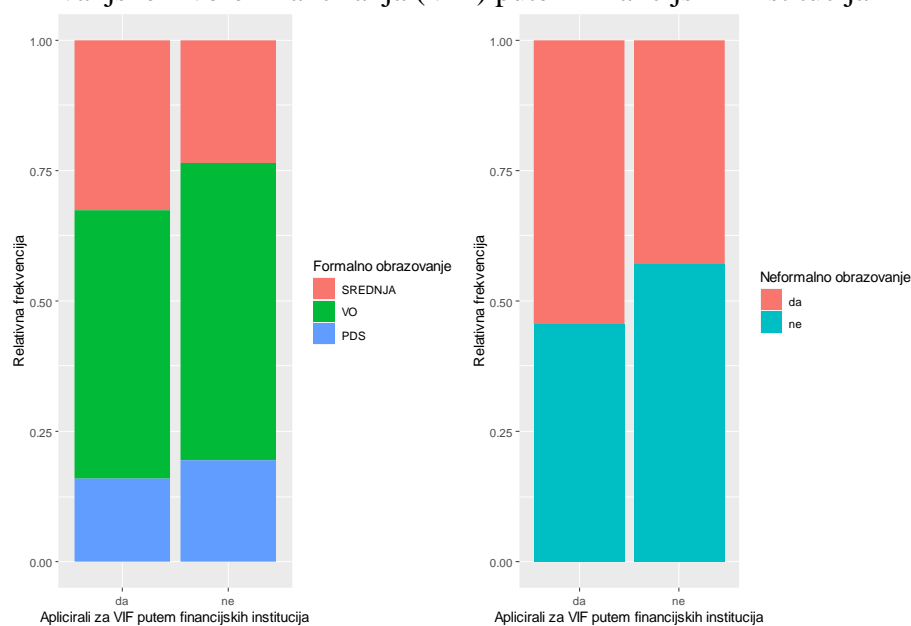 1.00
0.75
0.50
0.25
0.00
Relativna frekvencija
da
ne
Aplicirali za VIF putem financijskih institucija
Formalno obrazovanje
SREDNJA
VO
PDS
1.00
0.75
0.50
0.25
0.00
Relativna frekvencija
da
ne
Aplicirali za VIF putem financijskih institucija
Neformalno obrazovanje
da
ne